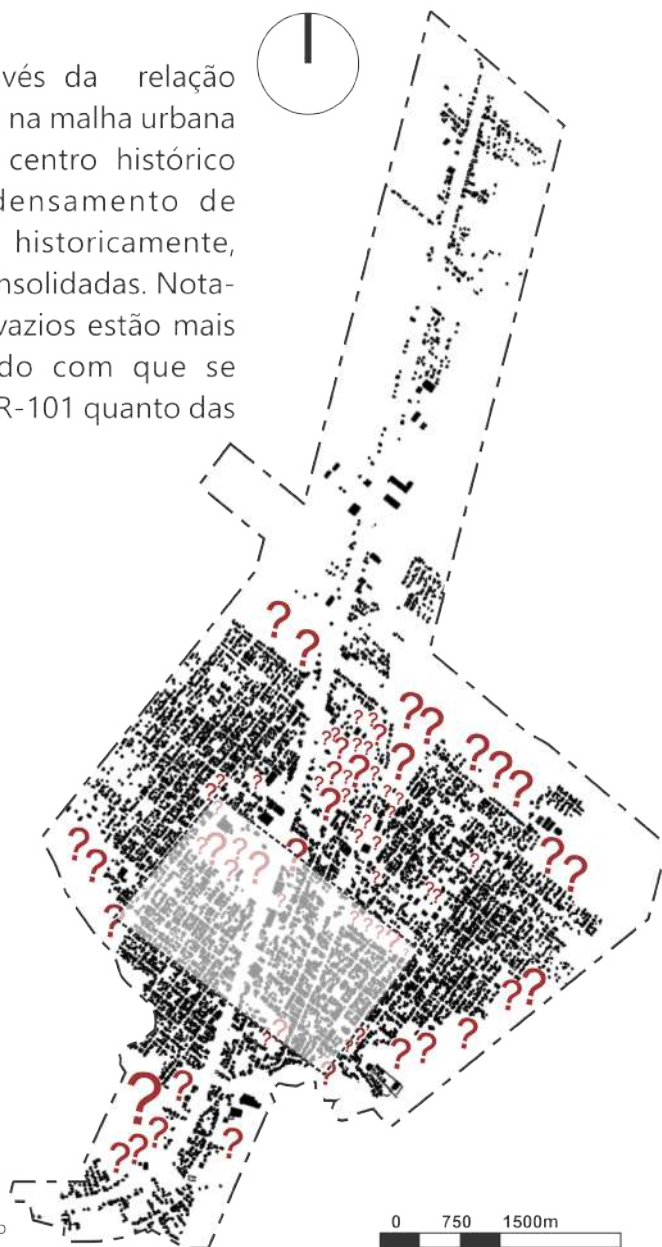 vés da relação
na malha urbana
centro histórico
densamento de
historicamente,
nsolidadas. Nota-
vazios estão mais
do com que se
R-101 quanto das
? ?
? ? ? ? ?
? ? ? ? ? ? ?
? ? ? ? ? ?
? ? ? ? ? ?
? ? ? ? ?
? ? ? ? ?
? ? ? ? ?
? ? ? ?
? ? ? ?
? ? ? ? ? ?
0 750 1500m